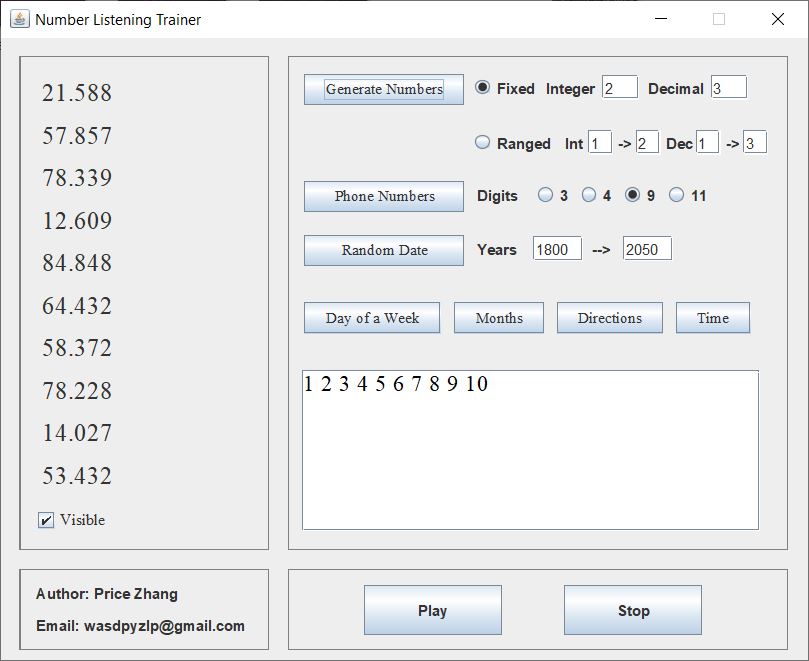 Number Listening Trainer
21.588
57.857
78.339
12.609
84.848
64.432
58.372
78.228
14.027
53.432
Visible
Generate Numbers Fixed Integer 2 Decimal 3
Ranged Int 1 -> 2 Dec 1 -> 3
Phone Numbers Digits 3 4 9 11
Random Date Years 1800 --> 2050
Day of a Week Months Directions Time
1 2 3 4 5 6 7 8 9 10
Author: Price Zhang
Email: wasdpyzlp@gmail.com
Play Stop